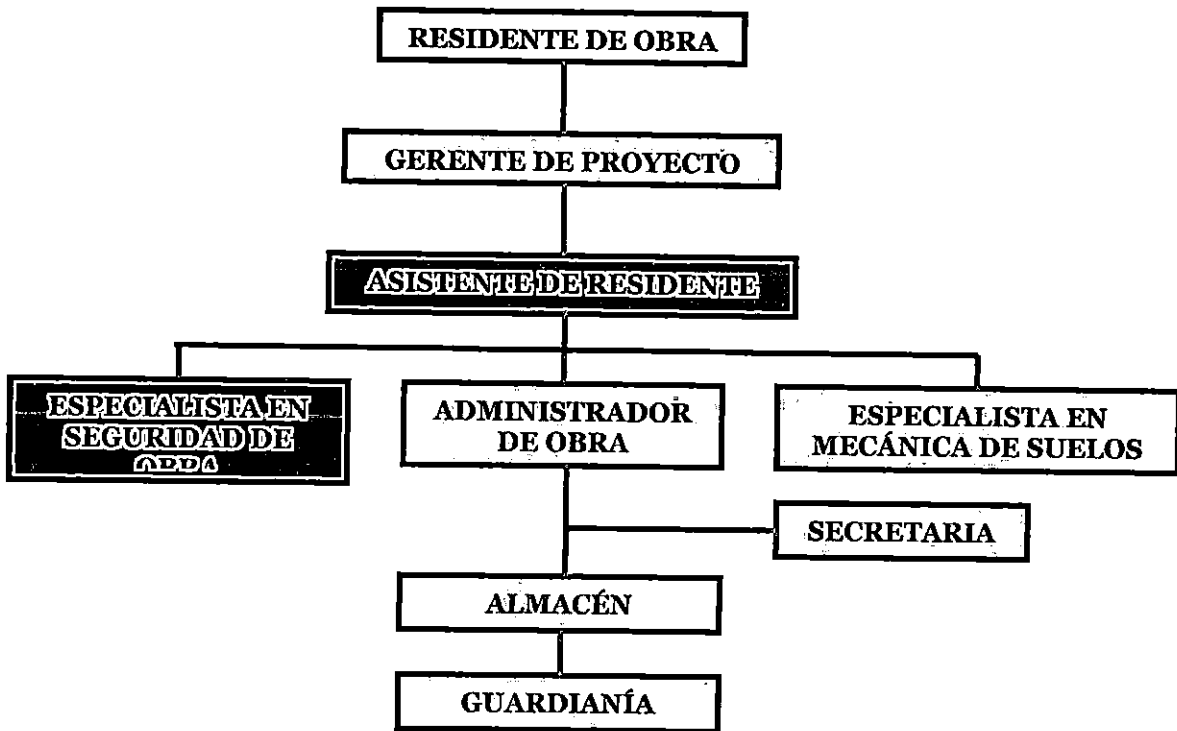 RESIDENTE DE OBRA
GERENTE DE PROYECTO
ASISTENTE DE RESIDENTE
ESPECIALISTA EN
SEGURIDAD DE
OBRA
ADMINISTRADOR
DE OBRA
ESPECIALISTA EN
MECÁNICA DE SUELOS
SECRETARIA
ALMACÉN
GUARDIANÍA